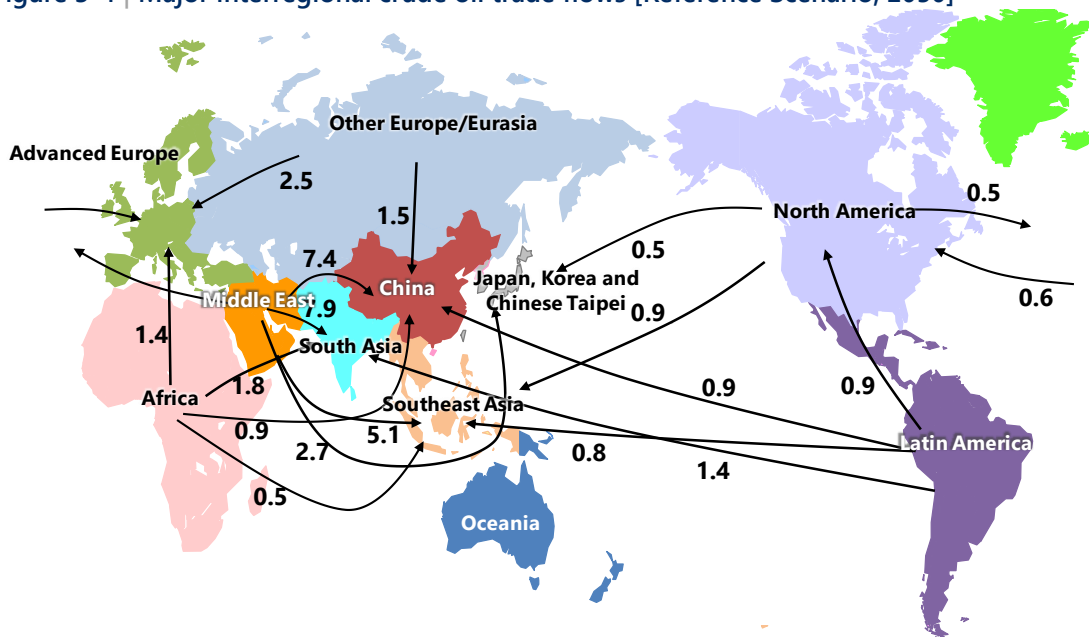 Other Europe/Eurasia
Advanced Europe
2.5
0.5
1.5
North America
7.4
0.5
Japan, Korea and
Chinese Taipei
China
Middle East
7.9
0.6
0.9
1.4
South Asia
1.8
0.9
0.9
Africa
Southeast Asia
0.9
5.1
Latin America
2.7
0.8
1.4
0.5
Oceania